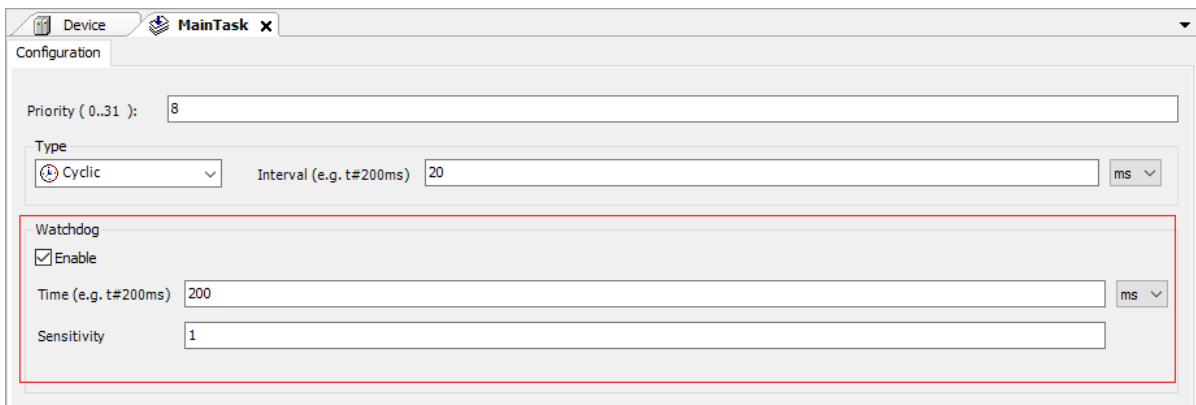 Device MainTask
Configuration
Priority ( 0..31 ): 8
Type
Cyclic Interval (e.g. t#200ms) 20 ms
Watchdog
Enable
Time (e.g. t#200ms) 200 ms
Sensitivity 1